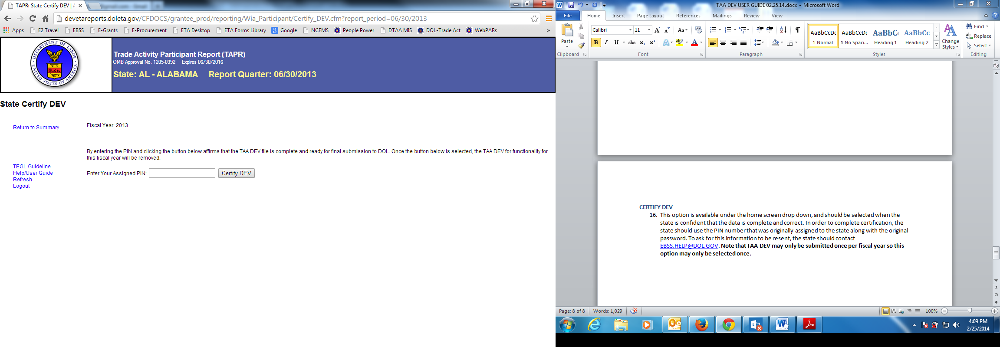 TAPR: State Certify DEV | A
devetareports.doleta.gov/CFDOCS/grantee_prod/reporting/Wia_Participant/Certify_DEV.cfm?report_period=06/30/2013
Apps E2 Travel EBSS E-Grants E-Procurement ETA Desktop ETA Forms Library Google NCFMS People Power DTAA MIS DOL-Trade Act WebPARs »
DEPARTMENT OF LABOR
UNITED STATES OF AMERICA
Trade Activity Participant Report (TAPR)
OMB Approval No. 1205-0392 Expires 06/30/2016
State: AL - ALABAMA Report Quarter: 06/30/2013
State Certify DEV
Return to Summary
Fiscal Year: 2013
By entering the PIN and clicking the button below affirms that the TAA DEV file is complete and ready for final submission to DOL. Once the button below is selected, the TAA DEV for functionality for
this fiscal year will be removed.
TEGL Guideline
Help/User Guide
Refresh
Logout
Enter Your Assigned PIN: Certify DEV
TAA DEV USER GUIDE 02.25.14.docx - Microsoft Word
File Home Insert Page Layout References Mailings Review View
Paste
Clipboard
Calibri 11
B I U abc X₂ X²
Font
Paragraph
AaBbCcDc AaBbCcDc AaBbCc AaBbCc
¶ Normal ¶ No Spaci... Heading 1 Heading 2
Change
Styles
Styles
Find
Replace
Select
Editing
CERTIFY DEV
16. This option is available under the home screen drop down, and should be selected when the
state is confident that the data is complete and correct. In order to complete certification, the
state should use the PIN number that was originally assigned to the state along with the original
password. To ask for this information to be resent, the state should contact
EBSS.HELP@DOL.GOV. Note that TAA DEV may only be submitted once per fiscal year so this
option may only be selected once.
Page: 8 of 8 Words: 1,029 100%
4:09 PM
2/25/2014